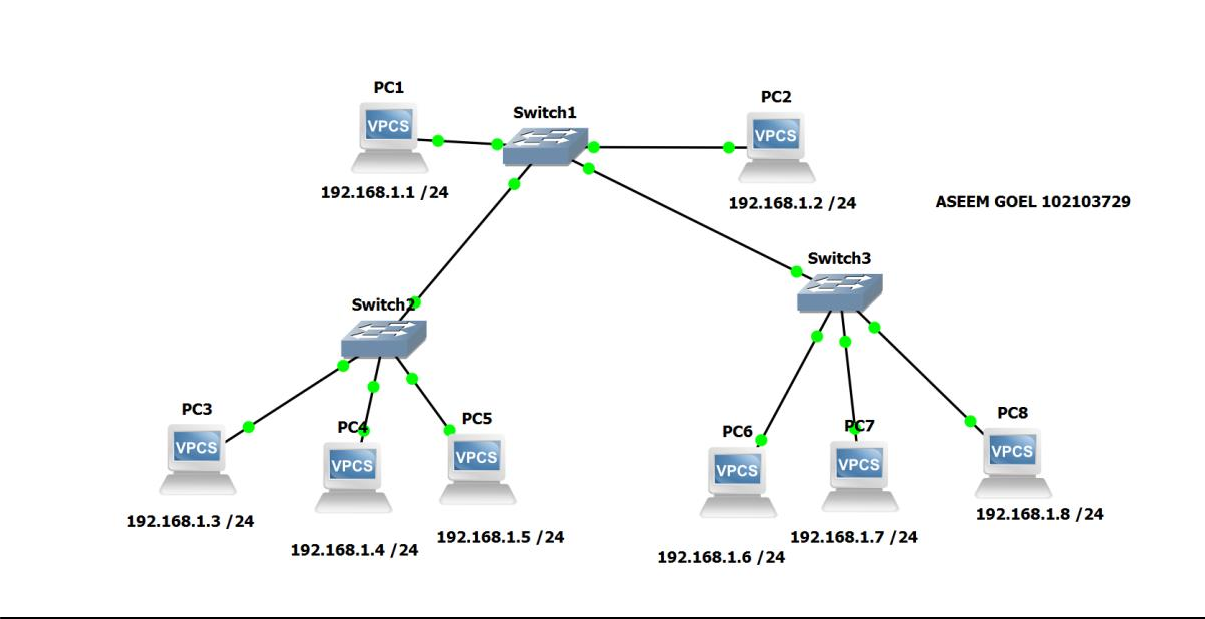 PC1
PC2
Switch1
VPCS
VPCS
192.168.1.1 /24
192.168.1.2 /24
ASEEM GOEL 102103729
Switch3
Switch2
PC3
PC4
PC5
PC6
PC7
PC8
VPCS
VPCS
VPCS
VPCS
VPCS
VPCS
192.168.1.3 /24
192.168.1.4 /24
192.168.1.5 /24
192.168.1.6 /24
192.168.1.7 /24
192.168.1.8 /24